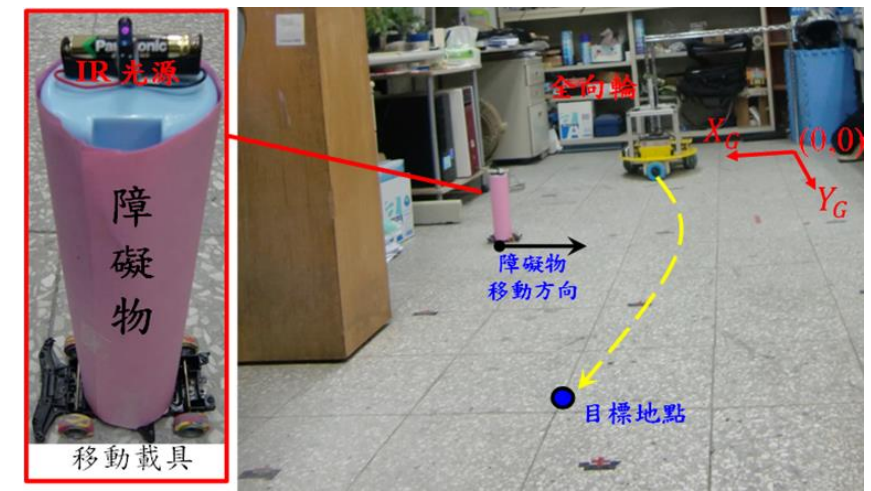 Panasonic
IR 光源
障
礙
物
移動載具
全向輪
X_G
(0.0)
Y_G
障礙物
移動方向
目標地點